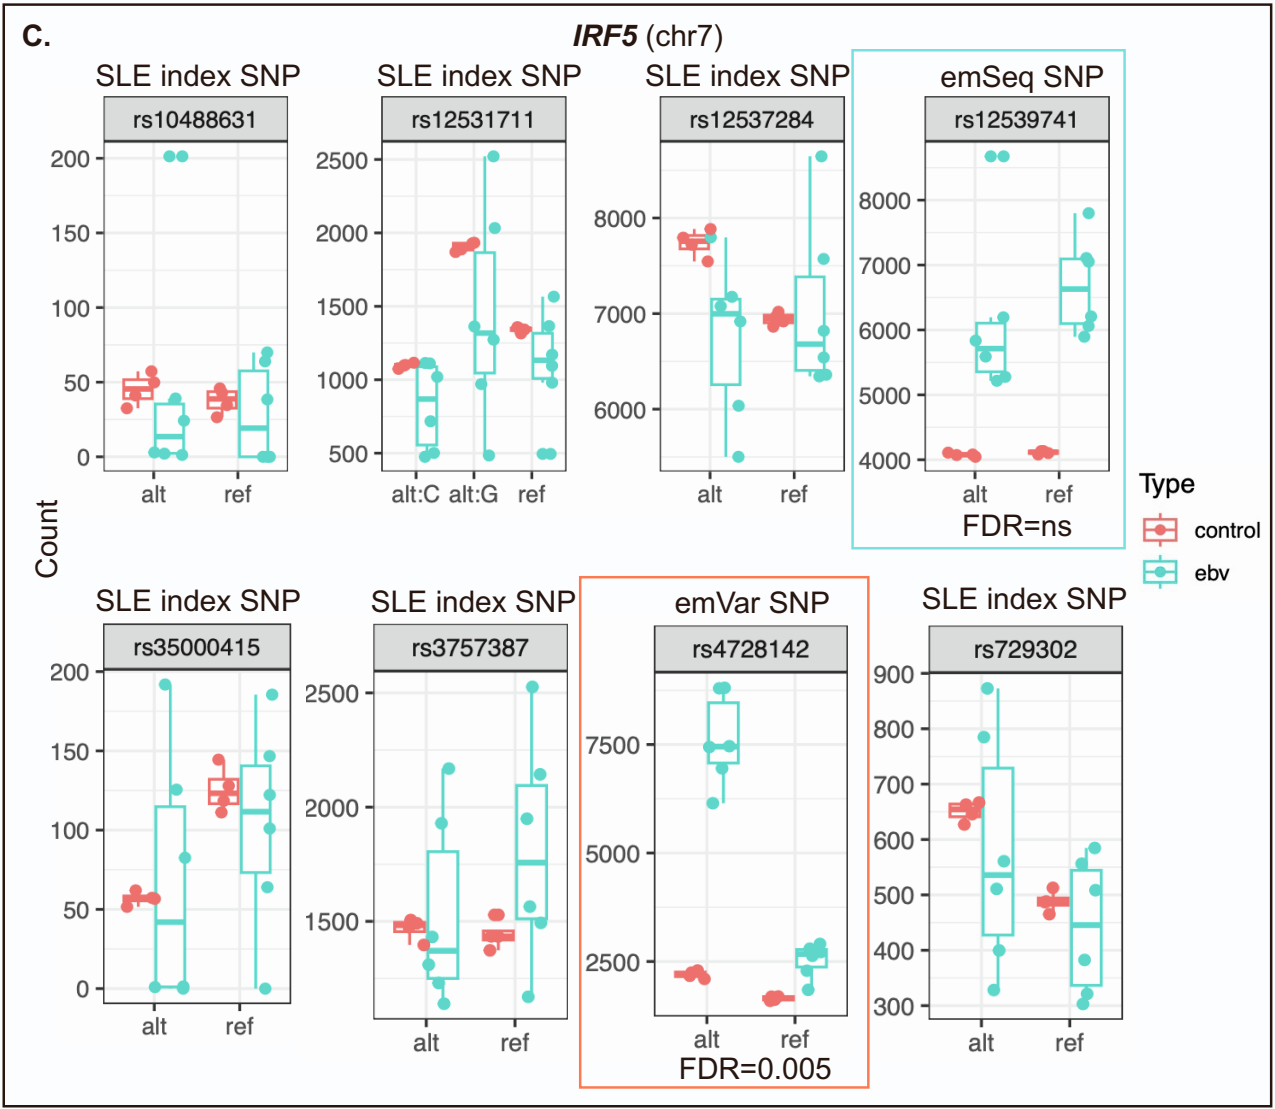 C.
IRF5 (chr7)
SLE index SNP
rs10488631
200
150
100
50
0
alt ref
SLE index SNP
rs12531711
2500
2000
1500
1000
500
alt:C alt:G ref
SLE index SNP
rs12537284
8000
7000
6000
alt ref
emSeq SNP
rs12539741
8000
7000
6000
5000
4000
alt ref
FDR=ns
Count
Type
control
ebv
SLE index SNP
rs35000415
200
150
100
50
0
alt ref
SLE index SNP
rs3757387
2500
2000
1500
alt ref
emVar SNP
rs4728142
7500
5000
2500
alt ref
FDR=0.005
SLE index SNP
rs729302
900
800
700
600
500
400
300
alt ref